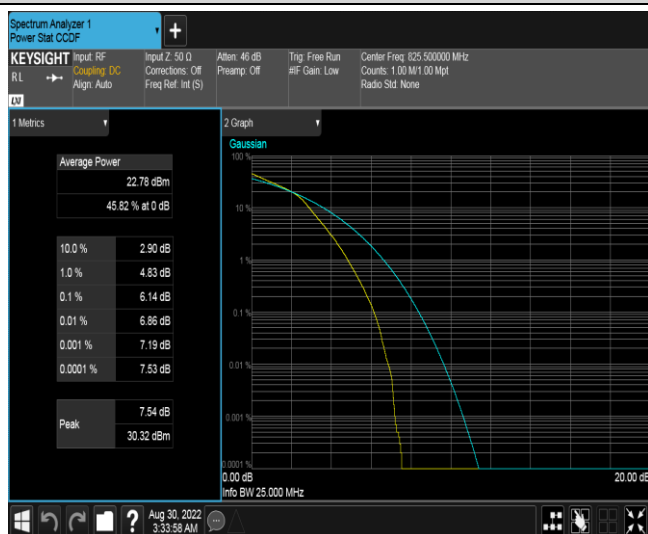 Spectrum Analyzer 1
Power Stat CCDF
+
KEYSIGHT
RL
LXI
Input: RF
Coupling: DC
Align: Auto
Input Z: 50 Ω
Corrections: Off
Freq Ref: Int (S)
Atten: 46 dB
Preamp: Off
Trig: Free Run
#IF Gain: Low
Center Freq: 825.500000 MHz
Counts: 1.00 M/1.00 Mpt
Radio Std: None
1 Metrics
Average Power
22.78 dBm
45.82 % at 0 dB
10.0 % 2.90 dB
1.0 % 4.83 dB
0.1 % 6.14 dB
0.01 % 6.86 dB
0.001 % 7.19 dB
0.0001 % 7.53 dB
Peak
7.54 dB
30.32 dBm
2 Graph
Gaussian
100 %
10 %
1 %
0.1 %
0.01 %
0.001 %
0.0001 %
0.00 dB
20.00 dB
Info BW 25.000 MHz
?
Aug 30, 2022
3:33:58 AM